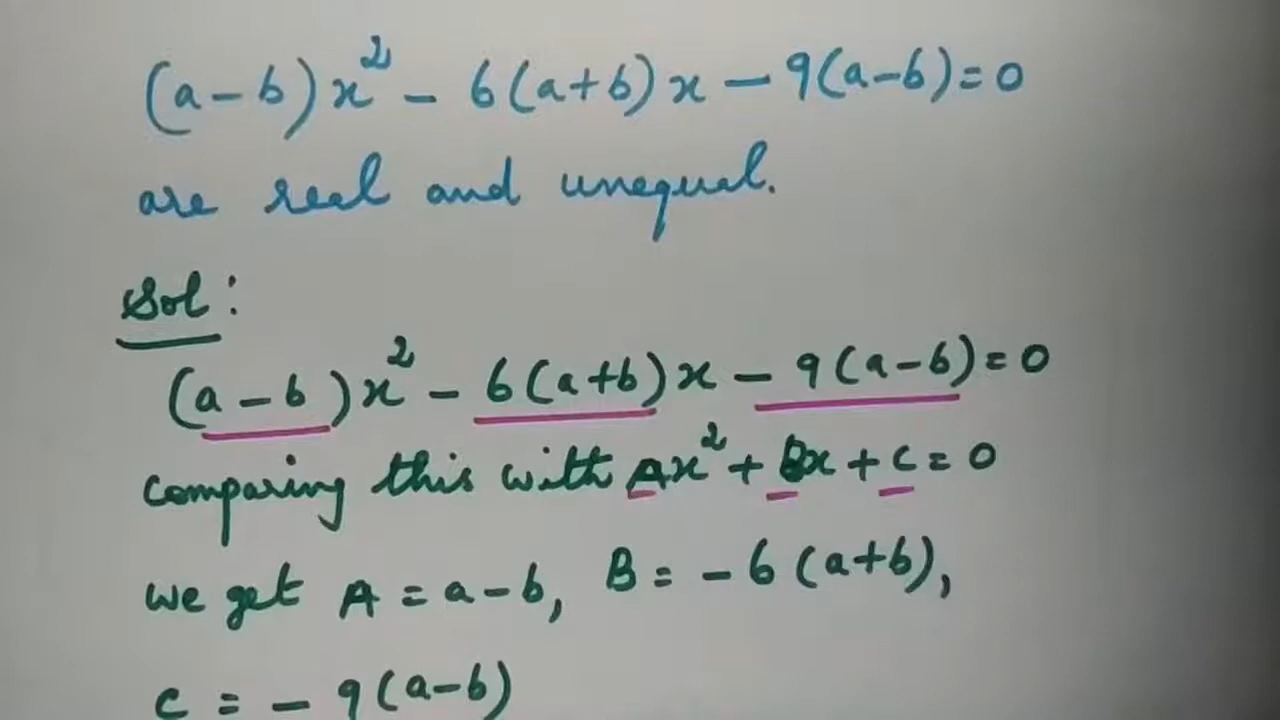 (a-b)x² - 6(a+b)x - 9(a-b)=0
are real and unequal.
Sol:
(a-b)x² - 6(a+b)x - 9(a-b)=0
comparing this with Ax² + Bx + C = 0
we get A = a-b, B = -6(a+b),
C = -9(a-b)